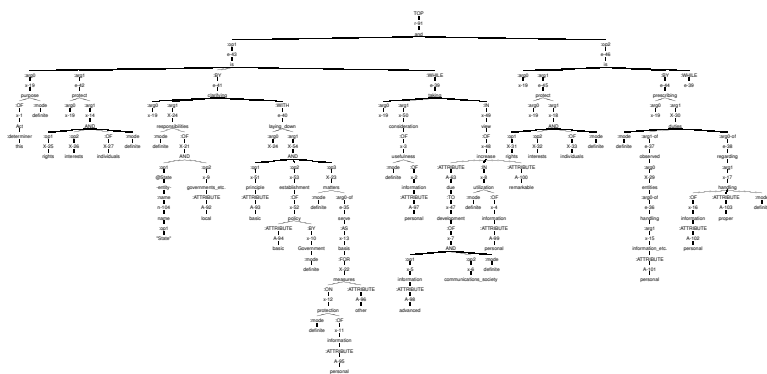 TOP
r-91
and
:op1 :op2
e-43 e-46
is is
:arg0 :arg1 :BY :WHILE :arg0 :arg1 :BY :WHILE
x-19 e-42 e-41 e-39 x-19 e-45 e-44 e-39
purpose protect clarifying taking protect prescribing
:OF :mode :arg0 :arg1 :arg0 :arg1 :WITH :arg0 :arg1 :IN :arg0 :arg1 :arg0 :arg1
x-1 definite x-19 x-14 x-19 X-24 e-40 x-19 x-50 x-49 x-19 x-18 x-19 X-30
Act AND responsibilities laying_down consideration view AND duties
:determiner :op1 :op2 :OF :mode :mode :OF :arg0 :arg1 :OF :OF :op1 :op2 :OF :mode :mode :arg1-of :arg0-of
this X-25 X-26 X-27 definite definite X-21 X-24 X-54 x-3 x-48 X-31 X-32 X-33 definite definite e-37 e-38
rights interests individuals AND AND usefulness increase rights interests individuals observed regarding
:op1 :op2 :op1 :op2 :op3 :mode :OF :ATTRIBUTE :IN :ATTRIBUTE :arg0 :arg1
@State x-9 x-51 x-53 X-23 definite x-2 A-100 X-29 x-17
-entity- governments_etc. principle establishment matters information due utilization remarkable entities handling
:name :ATTRIBUTE :ATTRIBUTE :OF :mode :arg0-of :ATTRIBUTE :TO :mode :OF :arg0-of :OF :ATTRIBUTE :mode
n-104 A-92 A-93 x-52 definite x-35 A-97 x-47 definite x-4 e-36 x-16 A-103 definite
name local basic policy serve personal development information handling information proper
:op1 :ATTRIBUTE :BY :AS :OF :ATTRIBUTE :arg1 :ATTRIBUTE
"State" A-94 x-10 x-13 x-7 A-99 x-15 A-102
basic Government basis AND personal information_etc. personal
:mode :FOR :op1 :op2 :mode :ATTRIBUTE
definite X-22 x-5 x-6 definite A-101
measures information communications_society personal
:ON :ATTRIBUTE :ATTRIBUTE
x-12 A-96 A-98
protection other advanced
:mode :OF
definite x-11
information
:ATTRIBUTE
A-95
personal